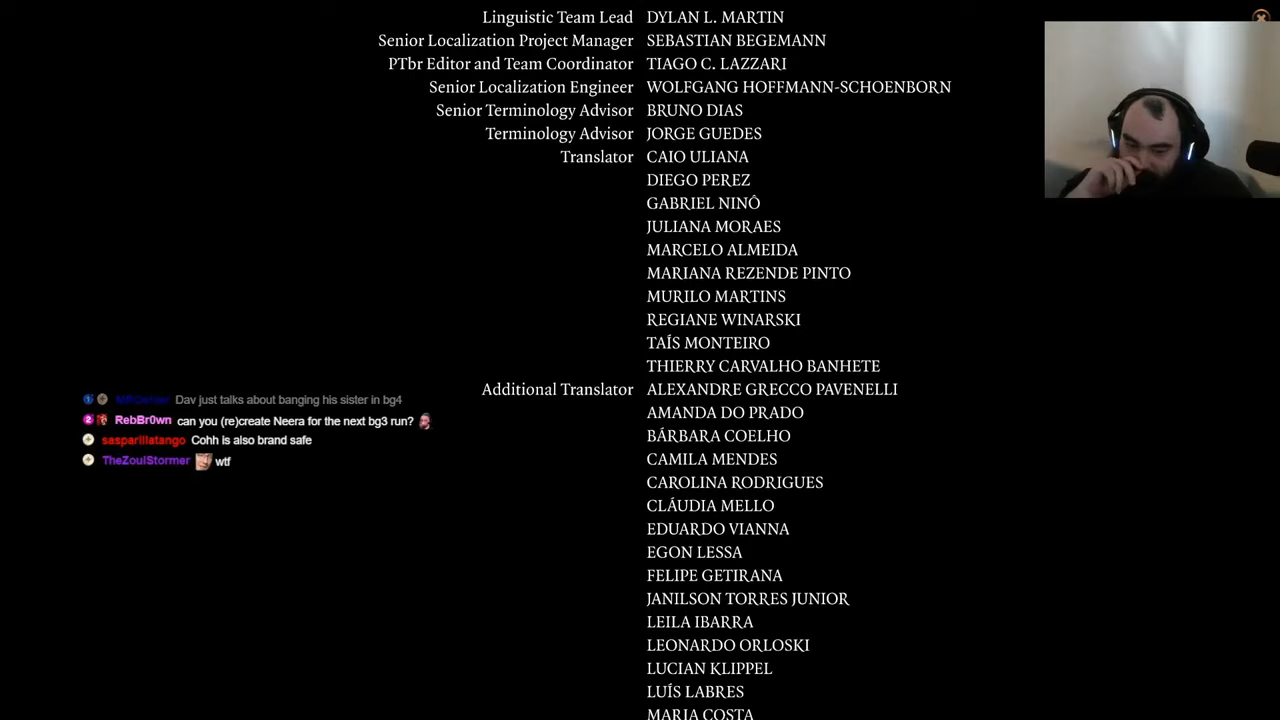 Linguistic Team Lead DYLAN L. MARTIN
Senior Localization Project Manager SEBASTIAN BEGEMANN
PTbr Editor and Team Coordinator TIAGO C. LAZZARI
Senior Localization Engineer WOLFGANG HOFFMANN-SCHOENBORN
Senior Terminology Advisor BRUNO DIAS
Terminology Advisor JORGE GUEDES
Translator CAIO ULIANA
DIEGO PEREZ
GABRIEL NINÔ
JULIANA MORAES
MARCELO ALMEIDA
MARIANA REZENDE PINTO
MURILO MARTINS
REGIANE WINARSKI
TAÍS MONTEIRO
THIERRY CARVALHO BANHETE
Additional Translator ALEXANDRE GRECCO PAVENELLI
AMANDA DO PRADO
BÁRBARA COELHO
CAMILA MENDES
CAROLINA RODRIGUES
CLÁUDIA MELLO
EDUARDO VIANNA
EGON LESSA
FELIPE GETIRANA
JANILSON TORRES JUNIOR
LEILA IBARRA
LEONARDO ORLOSKI
LUCIAN KLIPPEL
LUÍS LABRES
MARIA COSTA
Dav just talks about banging his sister in bg4
RebBr0wn can you (re)create Neera for the next bg3 run?
sasparillatango Cohh is also brand safe
TheZoulStormer wtf